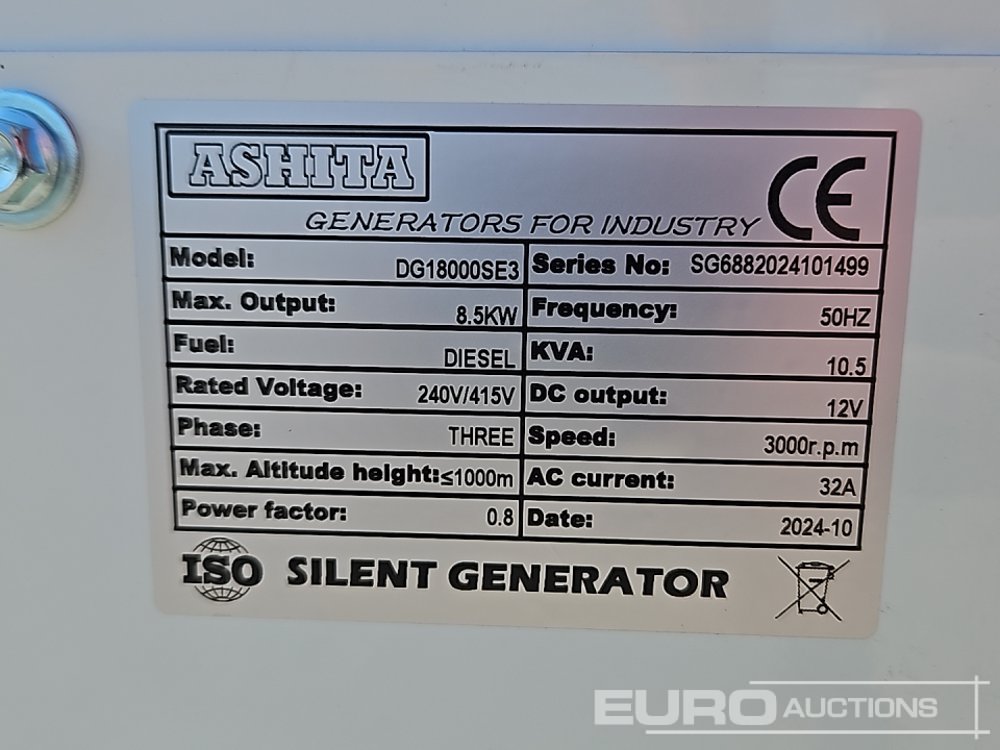 ASHITA
GENERATORS FOR INDUSTRY
CE
Model: DG18000SE3 Series No: SG6882024101499
Max. Output: 8.5KW Frequency: 50HZ
Fuel: DIESEL KVA: 10.5
Rated Voltage: 240V/415V DC output: 12V
Phase: THREE Speed: 3000r.p.m
Max. Altitude height: ≤1000m AC current: 32A
Power factor: 0.8 Date: 2024-10
ISO SILENT GENERATOR
EURO AUCTIONS